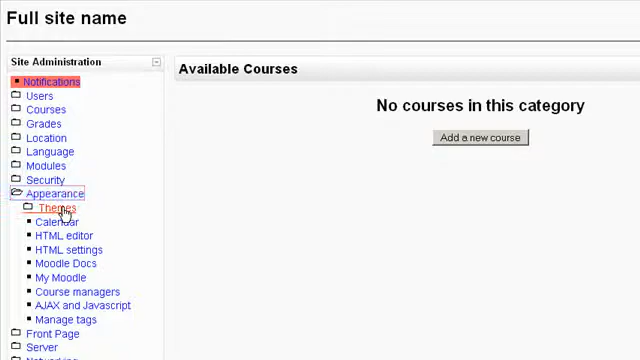 Full site name
Site Administration
Notifications
Users
Courses
Grades
Location
Language
Modules
Security
Appearance
Themes
Calendar
HTML editor
HTML settings
Moodle Docs
My Moodle
Course managers
AJAX and Javascript
Manage tags
Front Page
Server
Networking
Available Courses
No courses in this category
Add a new course